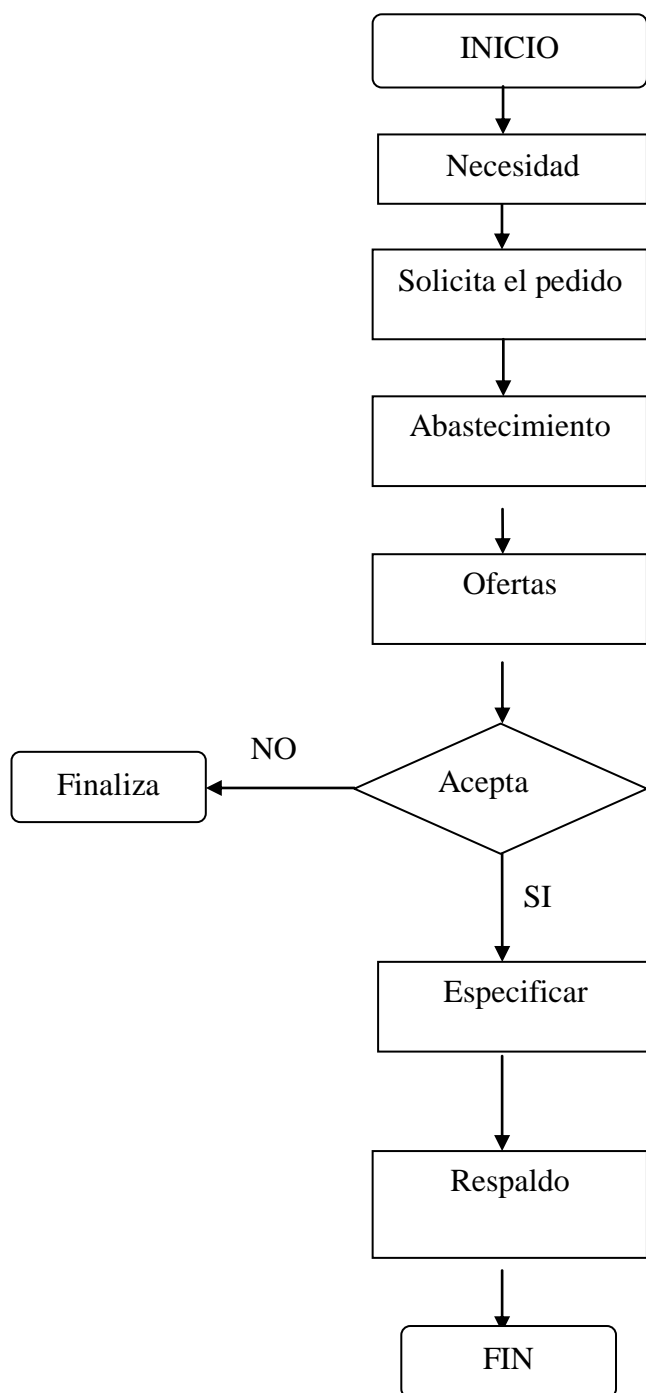 INICIO
Necesidad
Solicita el pedido
Abastecimiento
Ofertas
NO
Finaliza
Acepta
SI
Especificar
Respaldo
FIN